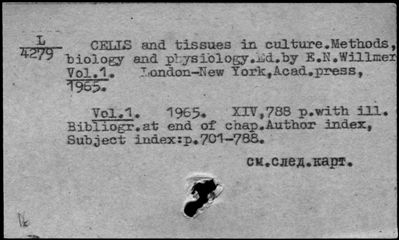 L
4279
CELLS and tissues in culture.Methods,
biology and physiology.Ed.by E.N.Willmer
Vol.1. London-New York,Acad.press,
1965.
Vol.1. 1965. XIV,788 p.with ill.
Bibliogr.at end of chap.Author index,
Subject index:p.701-788.
см.след.карт.